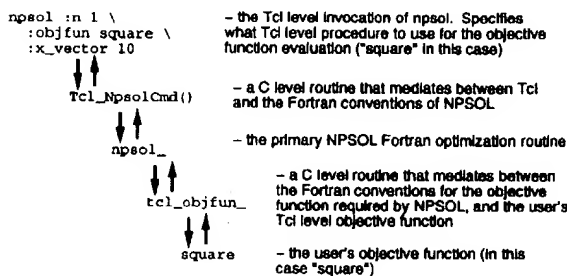 npsol :n 1 \
:objfun square \
:x_vector 10
– the Tcl level invocation of npsol. Specifies
what Tcl level procedure to use for the objective
function evaluation ("square" in this case)
Tcl_NpsolCmd()
– a C level routine that mediates between Tcl
and the Fortran conventions of NPSOL
npsol_
– the primary NPSOL Fortran optimization routine
tcl_objfun_
– a C level routine that mediates between
the Fortran conventions for the objective
function required by NPSOL, and the user's
Tcl level objective function
square
– the user's objective function (in this
case "square")